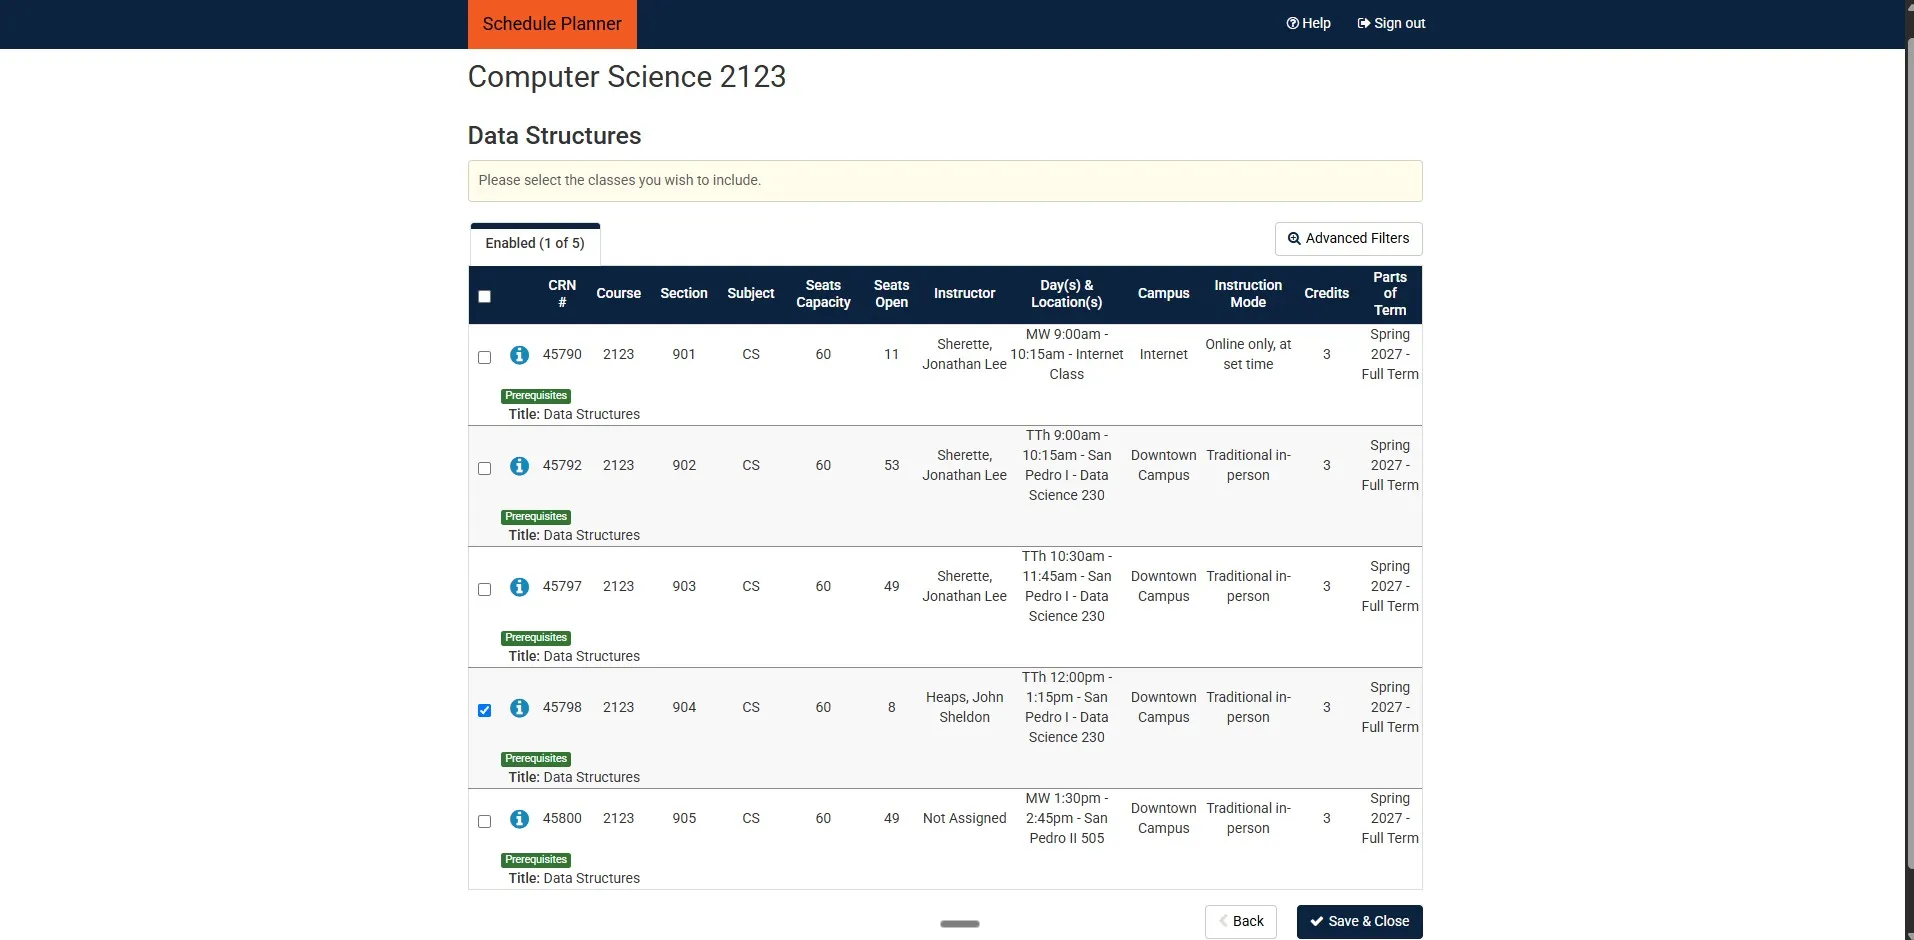 Schedule Planner
Help
Sign out
Computer Science 2123
Data Structures
Please select the classes you wish to include.
Enabled (1 of 5)
Advanced Filters
CRN # Course Section Subject Seats Capacity Seats Open Instructor Day(s) & Location(s) Campus Instruction Mode Credits Parts of Term
45790 2123 901 CS 60 11 Sherette, Jonathan Lee MW 9:00am - 10:15am - Internet Class Internet Online only, at set time 3 Spring 2027 - Full Term
Prerequisites
Title: Data Structures
45792 2123 902 CS 60 53 Sherette, Jonathan Lee TTh 9:00am - 10:15am - San Pedro I - Data Science 230 Downtown Campus Traditional in-person 3 Spring 2027 - Full Term
Prerequisites
Title: Data Structures
45797 2123 903 CS 60 49 Sherette, Jonathan Lee TTh 10:30am - 11:45am - San Pedro I - Data Science 230 Downtown Campus Traditional in-person 3 Spring 2027 - Full Term
Prerequisites
Title: Data Structures
45798 2123 904 CS 60 8 Heaps, John Sheldon TTh 12:00pm - 1:15pm - San Pedro I - Data Science 230 Downtown Campus Traditional in-person 3 Spring 2027 - Full Term
Prerequisites
Title: Data Structures
45800 2123 905 CS 60 49 Not Assigned MW 1:30pm - 2:45pm - San Pedro II 505 Downtown Campus Traditional in-person 3 Spring 2027 - Full Term
Prerequisites
Title: Data Structures
Back
Save & Close